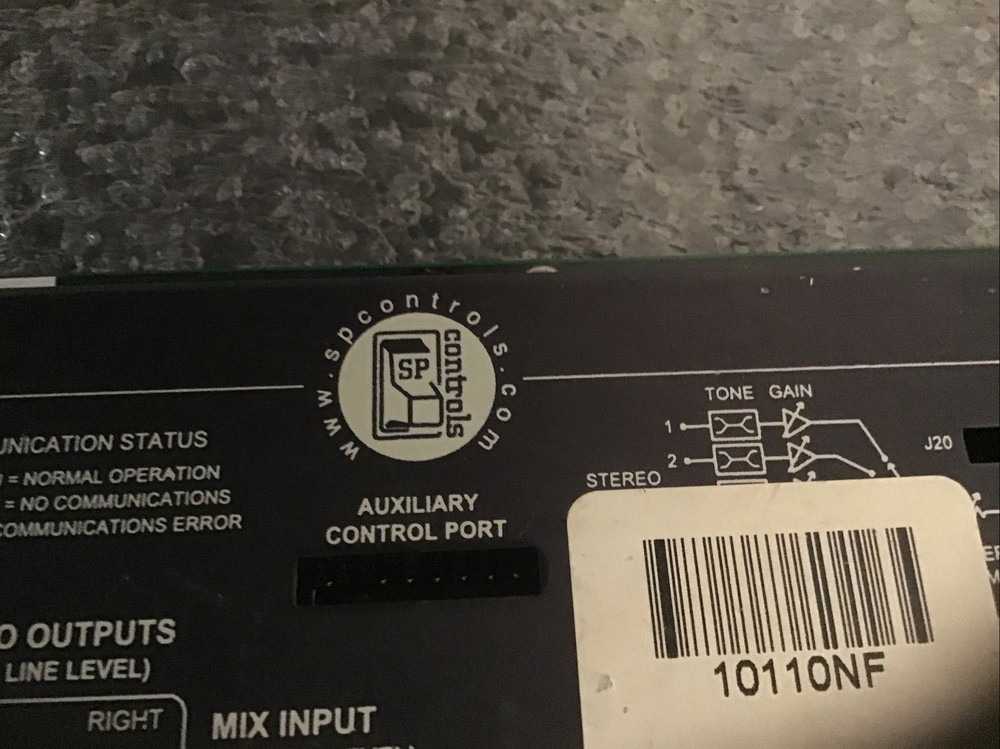 www.spcontrols.com
SP
controls
TONE GAIN
1
2
STEREO
J20
UNICATION STATUS
= NORMAL OPERATION
= NO COMMUNICATIONS
COMMUNICATIONS ERROR
AUXILIARY
CONTROL PORT
O OUTPUTS
LINE LEVEL)
RIGHT
MIX INPUT
10110NF